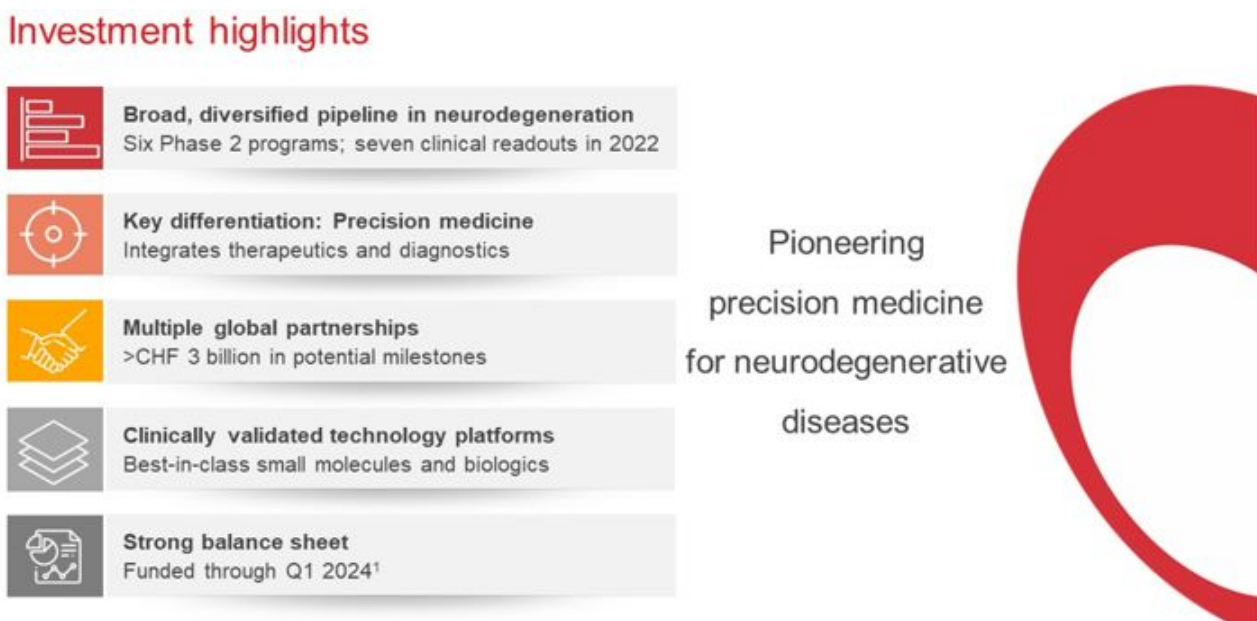 Investment highlights
Broad, diversified pipeline in neurodegeneration
Six Phase 2 programs; seven clinical readouts in 2022
Key differentiation: Precision medicine
Integrates therapeutics and diagnostics
Multiple global partnerships
>CHF 3 billion in potential milestones
Clinically validated technology platforms
Best-in-class small molecules and biologics
Strong balance sheet
Funded through Q1 2024¹
Pioneering
precision medicine
for neurodegenerative
diseases